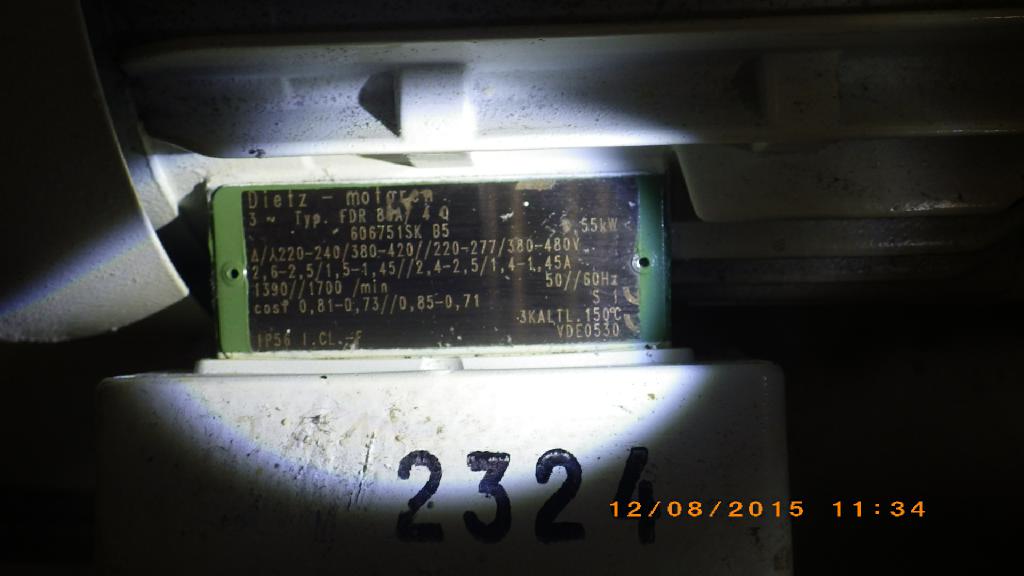 Dietz - motoren
3 ~ Typ. FDR 80A/ 4 Q
606751SK B5
,55kW
Δ/⅄220-240/380-420//220-277/380-480V
2,6-2,5/1,5-1,45//2,4-2,5/1,4-1,45A
1390//1700 /min
50//60Hz
cosφ 0,81-0,73//0,85-0,71
S 1
3KALTL.150°C
IP56 I.CL. F
VDE0530
2324
12/08/2015 11:34